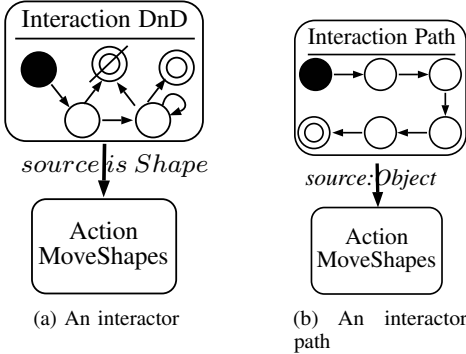 Interaction DnD
source is Shape
Action
MoveShapes
(a) An interactor
Interaction Path
source:Object
Action
MoveShapes
(b) An interactor
path